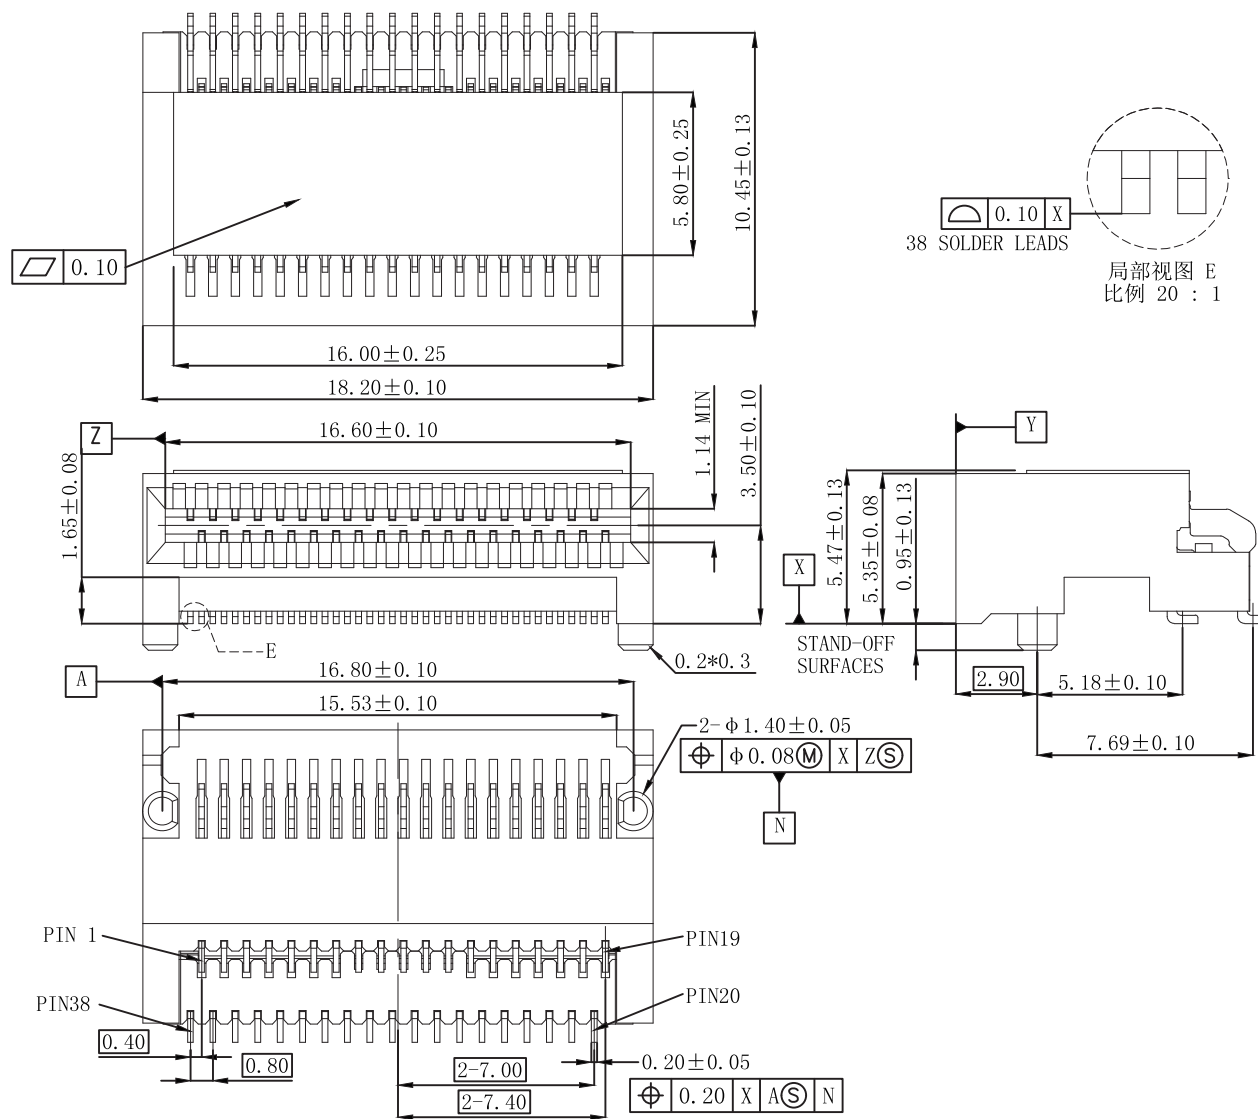 5.80±0.25
10.45±0.13
0.10
16.00±0.25
18.20±0.10
0.10 X
38 SOLDER LEADS
局部视图 E
比例 20 : 1
Z
16.60±0.10
1.14 MIN
3.50±0.10
1.65±0.08
E
0.2*0.3
Y
5.47±0.13
5.35±0.08
0.95±0.13
X
STAND-OFF
SURFACES
2.90
5.18±0.10
7.69±0.10
A
16.80±0.10
15.53±0.10
2-φ1.40±0.05
⌖ φ0.08Ⓜ X ZⓈ
N
PIN 1
PIN19
PIN38
PIN20
0.40
0.80
2-7.00
2-7.40
0.20±0.05
⌖ 0.20 X AⓈ N